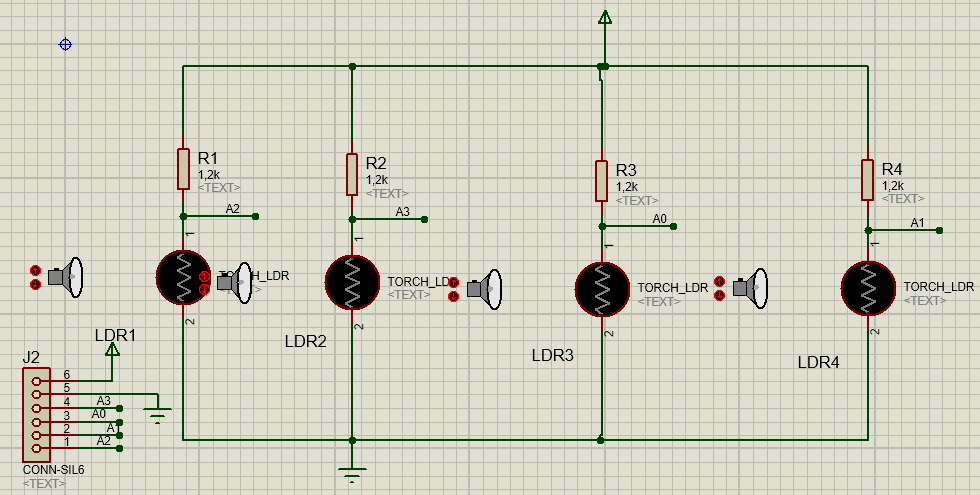 R1
1,2k
<TEXT>
A2
1
TORCH_LDR
2
LDR1
R2
1,2k
<TEXT>
A3
1
TORCH_LDR
<TEXT>
2
LDR2
R3
1,2k
<TEXT>
A0
1
TORCH_LDR
<TEXT>
2
LDR3
R4
1,2k
<TEXT>
A1
1
TORCH_LDR
<TEXT>
2
LDR4
J2
6
5
4 A3
3 A0
2
1 A2
CONN-SIL6
<TEXT>